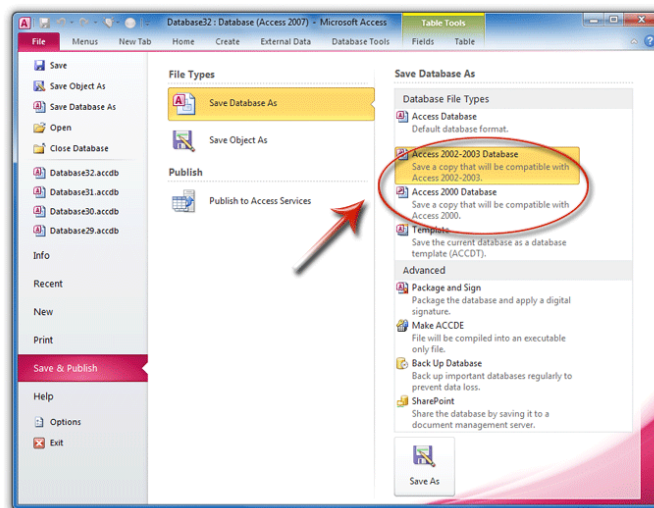 Database32 : Database (Access 2007) - Microsoft Access
Table Tools
File Menus New Tab Home Create External Data Database Tools Fields Table
Save
Save Object As
Save Database As
Open
Close Database
Database32.accdb
Database31.accdb
Database30.accdb
Database29.accdb
Info
Recent
New
Print
Save & Publish
Help
Options
Exit
File Types
Save Database As
Save Object As
Publish
Publish to Access Services
Save Database As
Database File Types
Access Database
Default database format.
Access 2002-2003 Database
Save a copy that will be compatible with
Access 2002-2003.
Access 2000 Database
Save a copy that will be compatible with
Access 2000.
Template
Save the current database as a database
template (ACCDT).
Advanced
Package and Sign
Package the database and apply a digital
signature.
Make ACCDE
File will be compiled into an executable
only file.
Back Up Database
Back up important databases regularly to
prevent data loss.
SharePoint
Share the database by saving it to a
document management server.
Save As